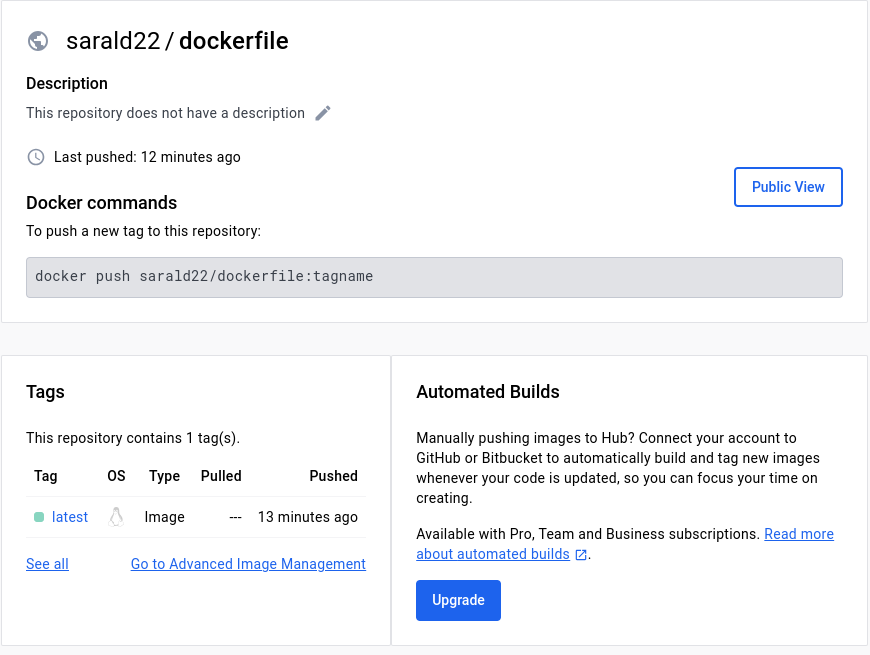 sarald22 / dockerfile
Description
This repository does not have a description
Last pushed: 12 minutes ago
Public View
Docker commands
To push a new tag to this repository:
docker push sarald22/dockerfile:tagname
Tags
This repository contains 1 tag(s).
Tag OS Type Pulled Pushed
latest Image --- 13 minutes ago
See all Go to Advanced Image Management
Automated Builds
Manually pushing images to Hub? Connect your account to
GitHub or Bitbucket to automatically build and tag new images
whenever your code is updated, so you can focus your time on
creating.
Available with Pro, Team and Business subscriptions. Read more
about automated builds .
Upgrade